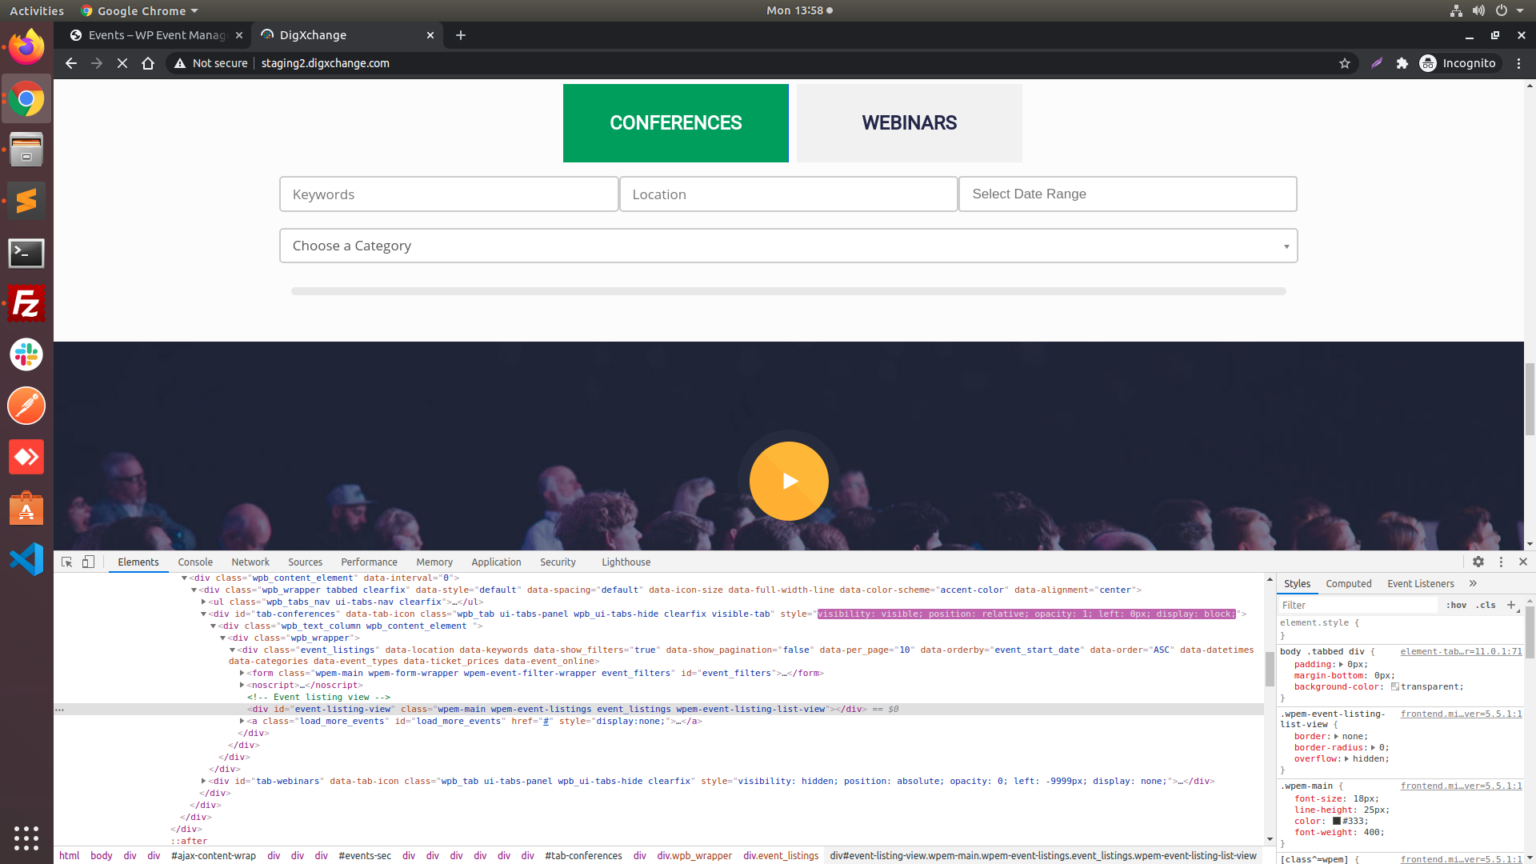 Activities Google Chrome Mon 13:58
Events – WP Event Manag DigXchange
Not secure staging2.digxchange.com Incognito
CONFERENCES WEBINARS
Keywords Location Select Date Range
Choose a Category
Elements Console Network Sources Performance Memory Application Security Lighthouse
<div class="wpb_content_element" data-interval="0">
<div class="wpb_wrapper tabbed clearfix" data-style="default" data-spacing="default" data-icon-size data-full-width-line data-color-scheme="accent-color" data-alignment="center">
<ul class="wpb_tabs_nav ui-tabs-nav clearfix">…</ul>
<div id="tab-conferences" data-tab-icon class="wpb_tab ui-tabs-panel wpb_ui-tabs-hide clearfix visible-tab" style="visibility: visible; position: relative; opacity: 1; left: 0px; display: block;">
<div class="wpb_text_column wpb_content_element ">
<div class="wpb_wrapper">
<div class="event_listings" data-location data-keywords data-show_filters="true" data-show_pagination="false" data-per_page="10" data-orderby="event_start_date" data-order="ASC" data-datetimes
data-categories data-event_types data-ticket_prices data-event_online>
<form class="wpem-main wpem-form-wrapper wpem-event-filter-wrapper event_filters" id="event_filters">…</form>
<noscript>…</noscript>
<!-- Event listing view -->
… <div id="event-listing-view" class="wpem-main wpem-event-listings event_listings wpem-event-listing-list-view"></div> == $0
<a class="load_more_events" id="load_more_events" href="#" style="display:none;">…</a>
</div>
</div>
</div>
</div>
<div id="tab-webinars" data-tab-icon class="wpb_tab ui-tabs-panel wpb_ui-tabs-hide clearfix" style="visibility: hidden; position: absolute; opacity: 0; left: -9999px; display: none;">…</div>
</div>
</div>
</div>
</div>
::after
html body div div #ajax-content-wrap div div div #events-sec div div div div div div #tab-conferences div div.wpb_wrapper div.event_listings div#event-listing-view.wpem-main.wpem-event-listings.event_listings.wpem-event-listing-list-view
Styles Computed Event Listeners »
Filter :hov .cls +
element.style {
}
body .tabbed div { element-tab…r=11.0.1:71
padding: 0px;
margin-bottom: 0px;
background-color: transparent;
}
.wpem-event-listing- frontend.mi…ver=5.5.1:1
list-view {
border: none;
border-radius: 0;
overflow: hidden;
}
.wpem-main { frontend.mi…ver=5.5.1:1
font-size: 18px;
line-height: 25px;
color: #333;
font-weight: 400;
}
[class^=wpem] { frontend.mi…ver=5.5.1:1